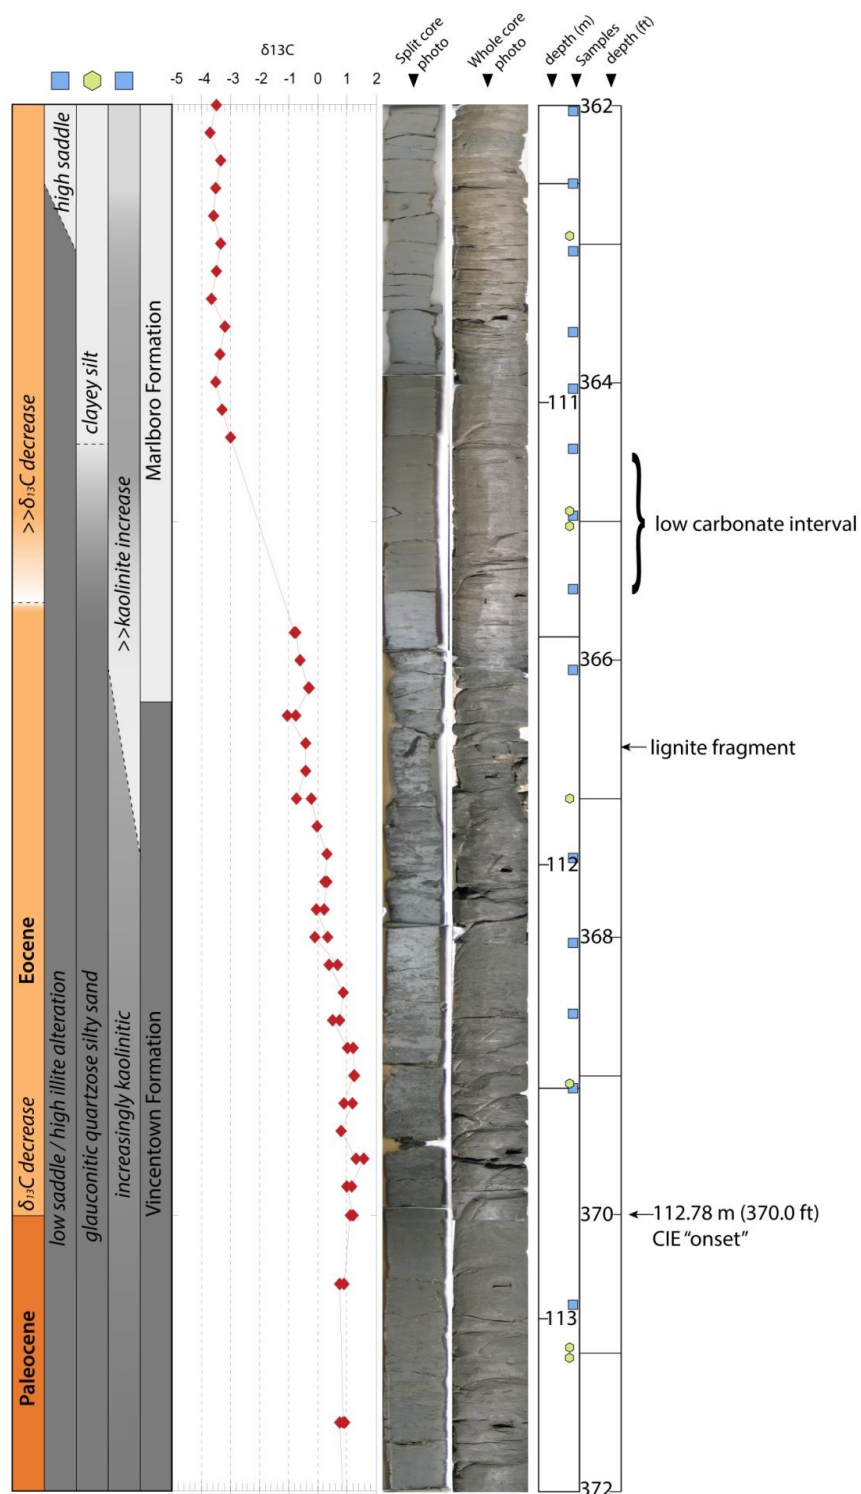 δ13C
Split core
photo
Whole core
photo
depth (m)
Samples
depth (ft)
-5 -4 -3 -2 -1 0 1 2
high saddle
clayey silt
>>δ13C decrease
>>kaolinite increase
Marlboro Formation
Eocene
δ13C decrease
low saddle / high illite alteration
glauconitic quartzose silty sand
increasingly kaolinitic
Vincentown Formation
Paleocene
362
364
111
low carbonate interval
366
lignite fragment
112
368
370
112.78 m (370.0 ft)
CIE “onset”
113
372